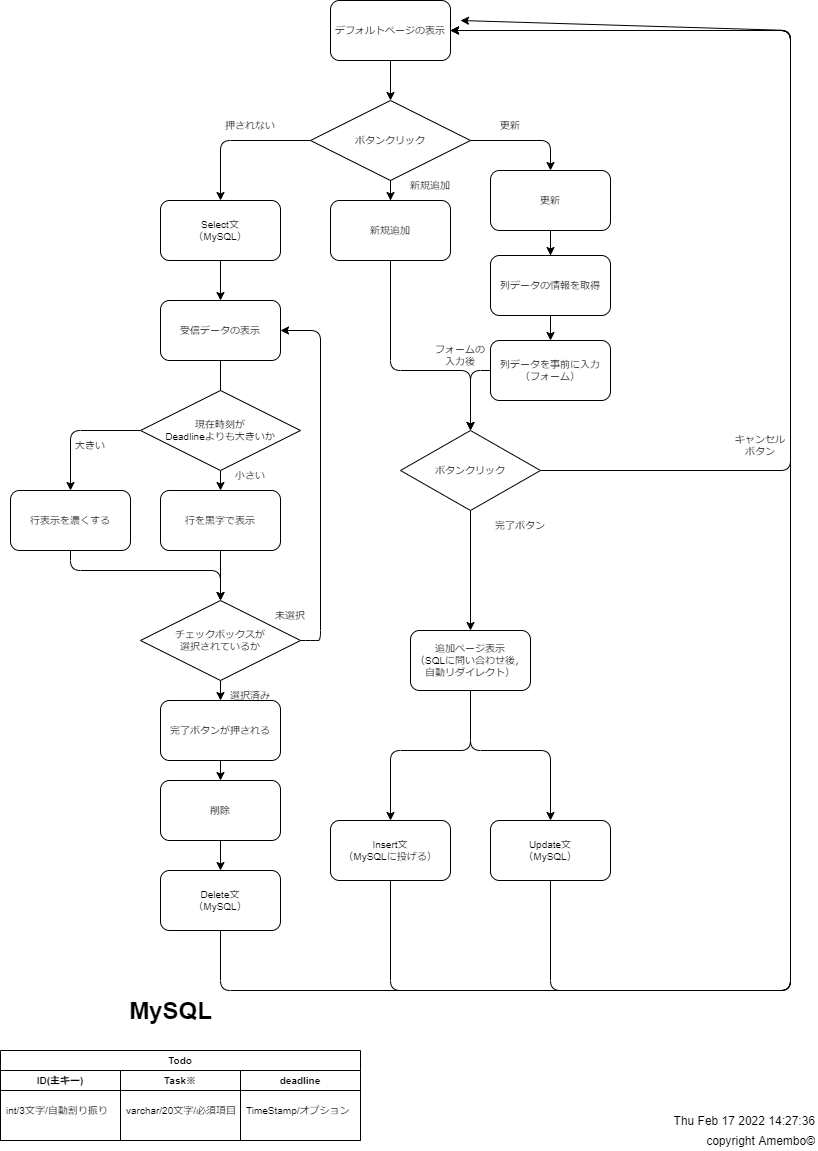 デフォルトページの表示
押されない
ボタンクリック
更新
新規追加
Select文
（MySQL）
新規追加
更新
列データの情報を取得
受信データの表示
フォームの
入力後
列データを事前に入力
（フォーム）
現在時刻が
Deadlineよりも大きいか
大きい
小さい
ボタンクリック
キャンセル
ボタン
行表示を濃くする
行を黒字で表示
完了ボタン
未選択
チェックボックスが
選択されているか
追加ページ表示
（SQLに問い合わせ後,
自動リダイレクト）
選択済み
完了ボタンが押される
削除
Insert文
（MySQLに投げる）
Update文
（MySQL）
Delete文
（MySQL）
MySQL
Todo
ID(主キー)
Task※
deadline
int/3文字/自動割り振り
varchar/20文字/必須項目
TimeStamp/オプション
Thu Feb 17 2022 14:27:36
copyright Amembo©